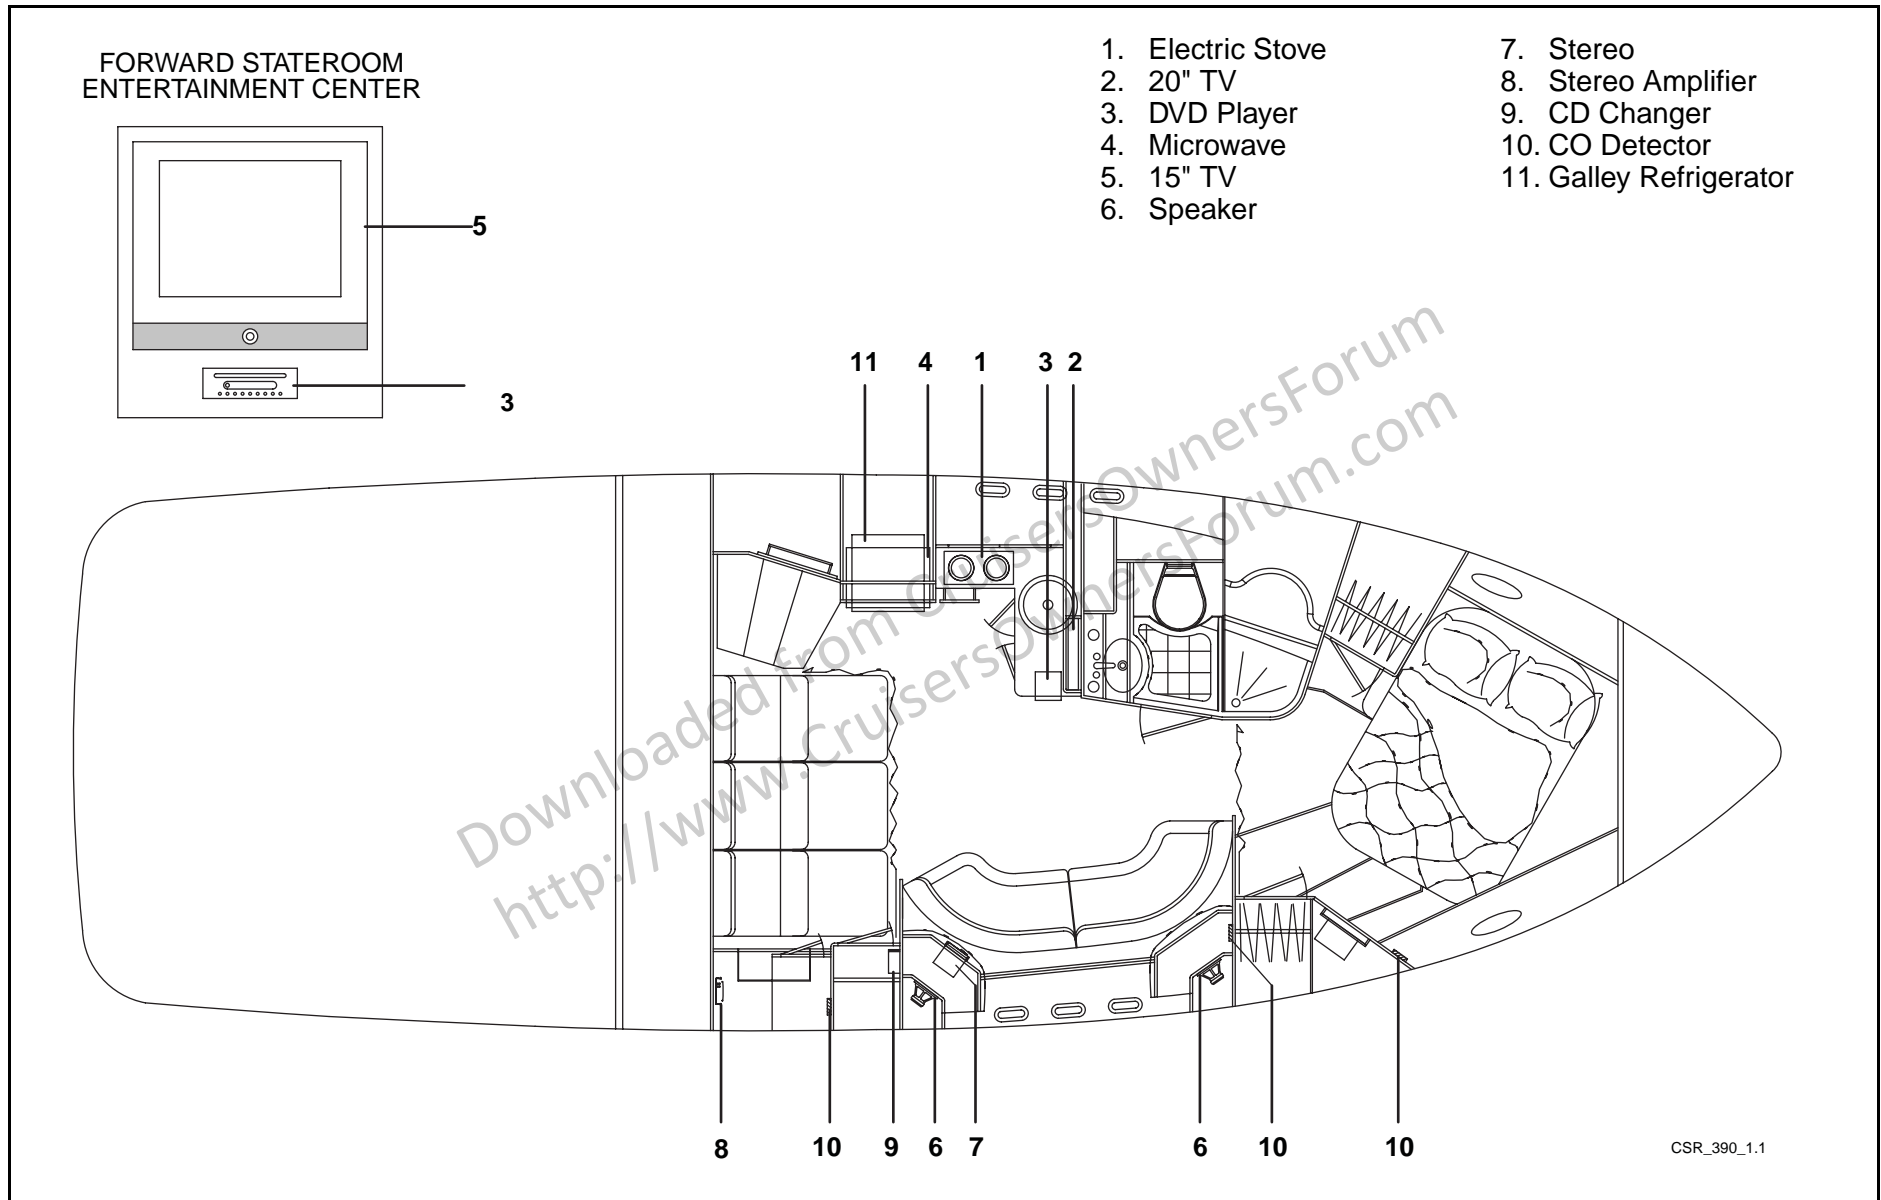 FORWARD STATEROOM
ENTERTAINMENT CENTER
5
3
1. Electric Stove
2. 20" TV
3. DVD Player
4. Microwave
5. 15" TV
6. Speaker
7. Stereo
8. Stereo Amplifier
9. CD Changer
10. CO Detector
11. Galley Refrigerator
11 4 1 3 2
Downloaded from CruisersOwnersForum
http://www.CruisersOwnersForum.com
8 10 9 6 7 6 10 10
CSR_390_1.1